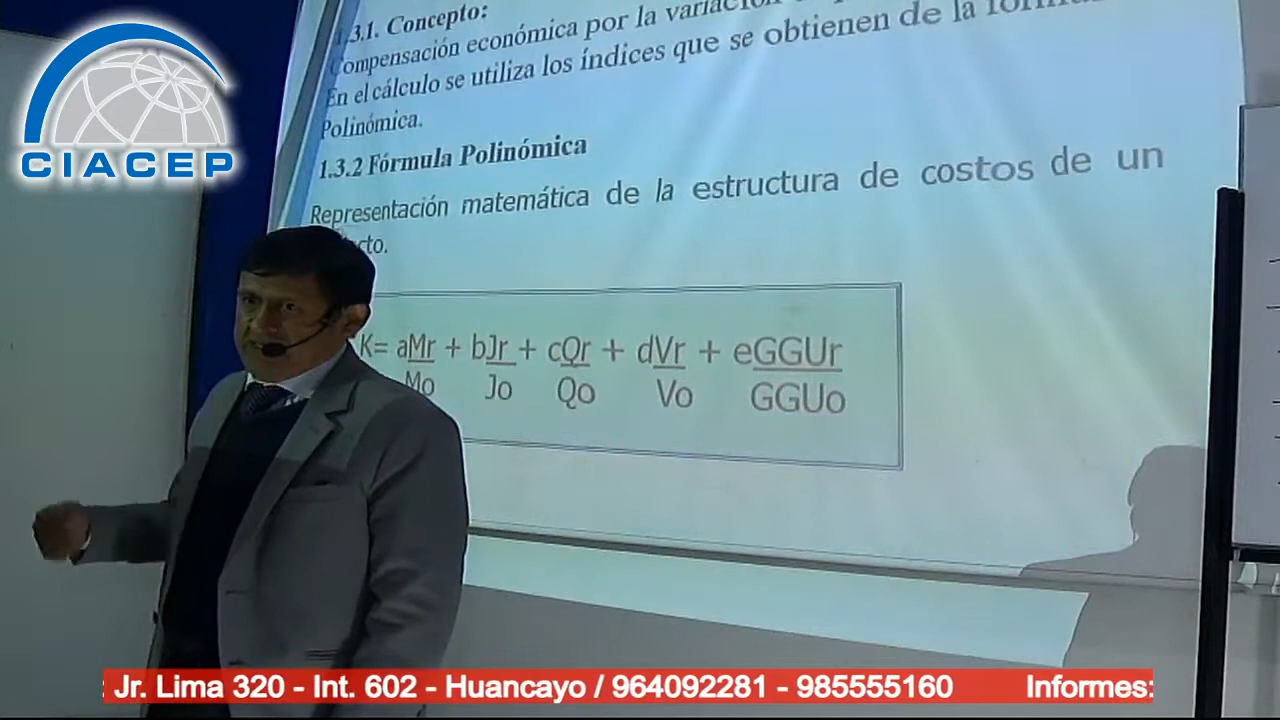 CIACEP
1.3.1. Concepto:
Compensación económica por la variación
En el cálculo se utiliza los índices que se obtienen de la
Polinómica.
1.3.2 Fórmula Polinómica
Representación matemática de la estructura de costos de un
K= aMr + bJr + cQr + dVr + eGGUr
Mo Jo Qo Vo GGUo
: Jr. Lima 320 - Int. 602 - Huancayo / 964092281 - 985555160 Informes: